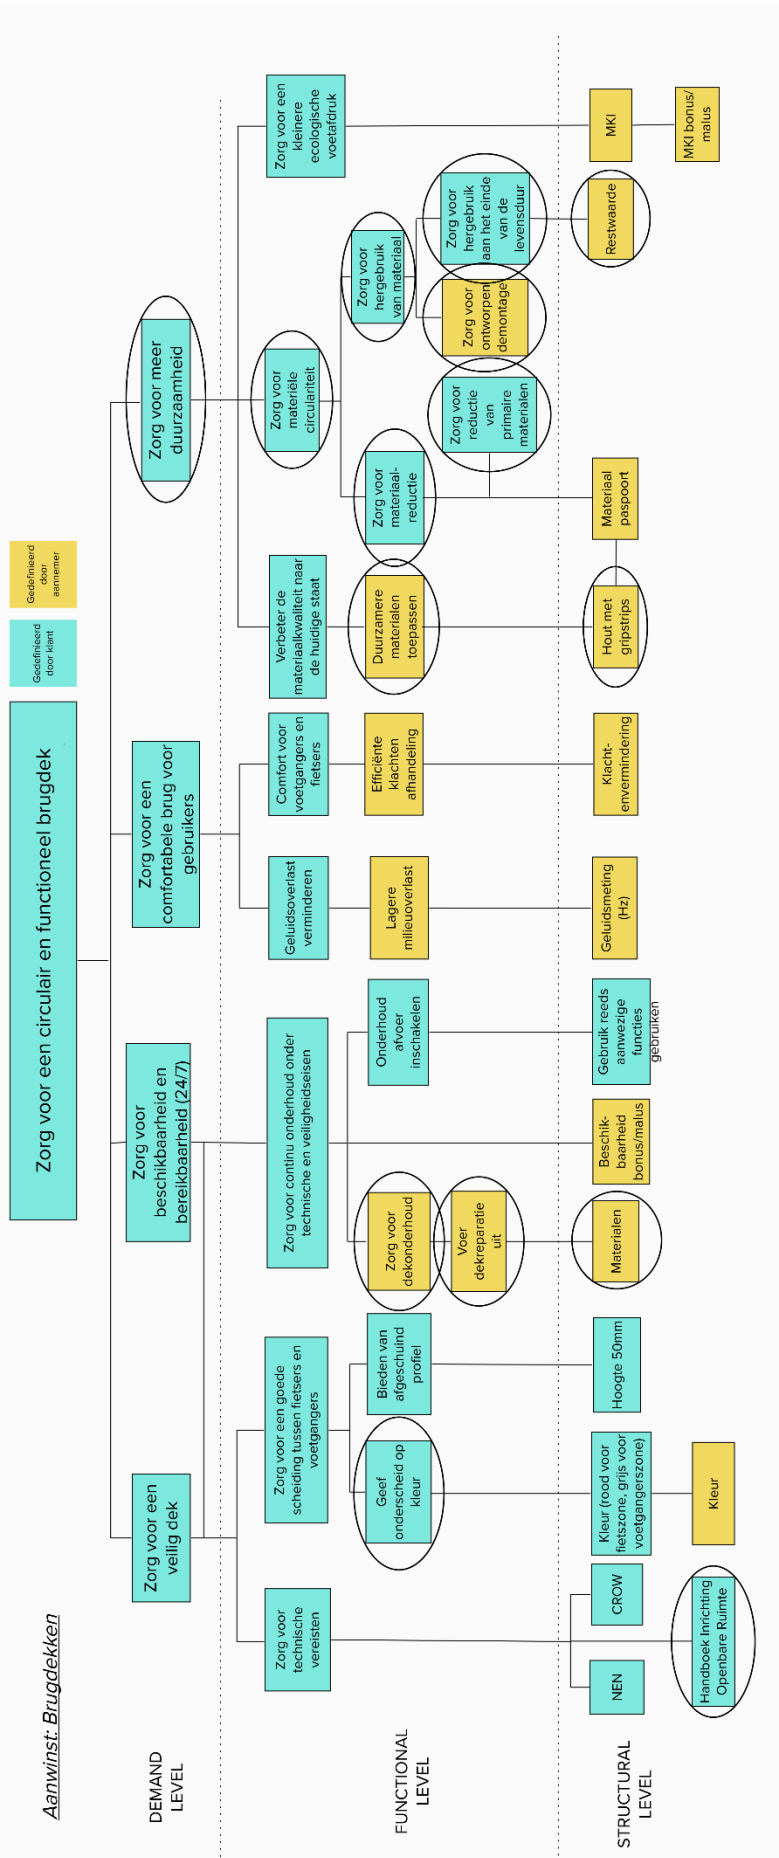 Aanwinst: Brugdekken
Zorg voor een circulair en functioneel brugdek
Gedefinieerd
door klant
Gedefinieerd
door
aannemer
DEMAND
LEVEL
Zorg voor een
veilig dek
Zorg voor
beschikbaarheid en
bereikbaarheid (24/7)
Zorg voor een
comfortabele brug voor
gebruikers
Zorg voor meer
duurzaamheid
FUNCTIONAL
LEVEL
Zorg voor
technische
vereisten
Zorg voor een goede
scheiding tussen fietsers en
voetgangers
Zorg voor continu onderhoud onder
technische en veiligheidseisen
Geluidsoverlast
verminderen
Comfort voor
voetgangers en
fietsers
Verbeter de
materiaalkwaliteit naar
de huidige staat
Zorg voor
materiële
circulariteit
Zorg voor een
kleinere
ecologische
voetafdruk
Geef
onderscheid op
kleur
Bieden van
afgeschuind
profiel
Zorg voor
dekonderhoud
Onderhoud
afvoer
inschakelen
Lagere
milieuoverlast
Efficiënte
klachten
afhandeling
Duurzamere
materialen
toepassen
Zorg voor
materiaal-
reductie
Zorg voor
hergebruik
van materiaal
Voer
dekreparatie
uit
Zorg voor
reductie
van
primaire
materialen
Zorg voor
ontworpen
demontage
Zorg voor
hergebruik
aan het einde
van de
levensduur
STRUCTURAL
LEVEL
NEN
CROW
Kleur (rood voor
fietszone, grijs voor
voetgangerszone)
Hoogte 50mm
Materialen
Beschik-
baarheid
bonus/malus
Gebruik reeds
aanwezige
functies
gebruiken
Geluidsmeting
(Hz)
Klacht-
envermindering
Hout met
gripstrips
Materiaal
paspoort
Restwaarde
MKI
Handboek Inrichting
Openbare Ruimte
Kleur
MKI bonus/
malus